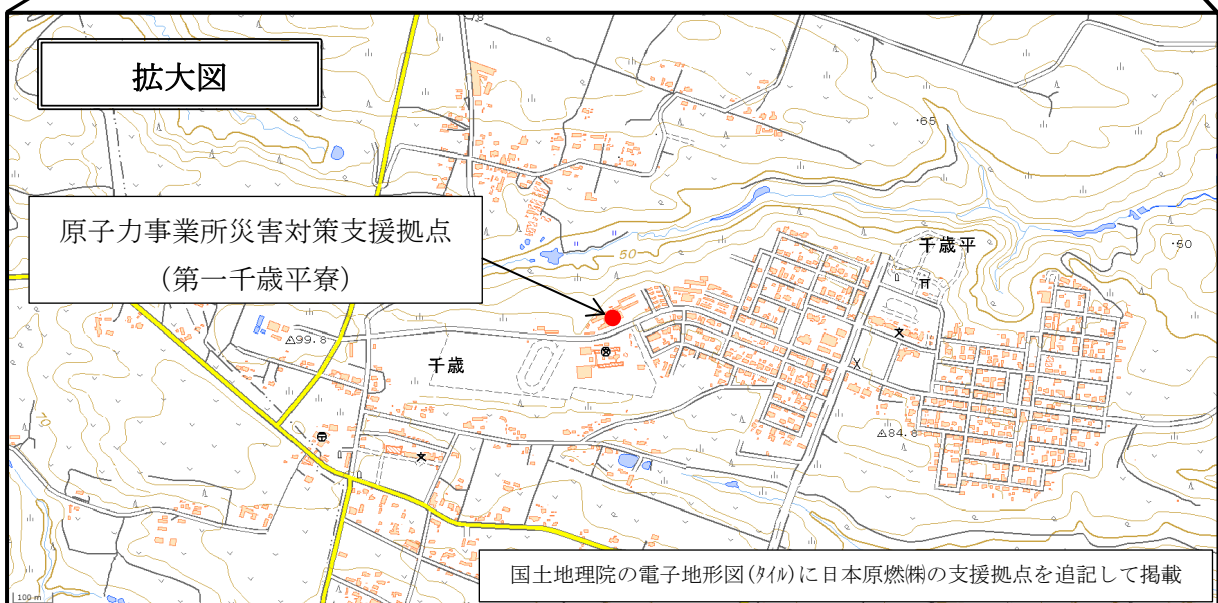 拡大図
・65
原子力事業所災害対策支援拠点
(第一千歳平寮)
50
千歳平
・60
△99.8
千歳
△84.8
70
国土地理院の電子地形図(ﾀｲﾙ)に日本原燃㈱の支援拠点を追記して掲載
100 m